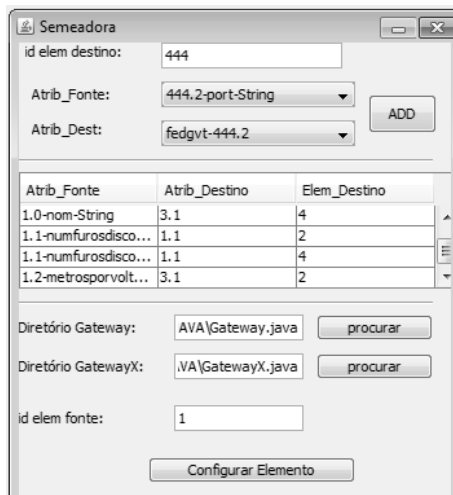 Semeadora
id elem destino: 444
Atrib_Fonte: 444.2-port-String
ADD
Atrib_Dest: fedgvt-444.2
Atrib_Fonte Atrib_Destino Elem_Destino
1.0-nom-String 3.1 4
1.1-numfurosdisco... 1.1 2
1.1-numfurosdisco... 1.1 4
1.2-metrosporvolt... 3.1 2
Diretório Gateway: AVA\Gateway.java procurar
Diretório GatewayX: VA\GatewayX.java procurar
id elem fonte: 1
Configurar Elemento